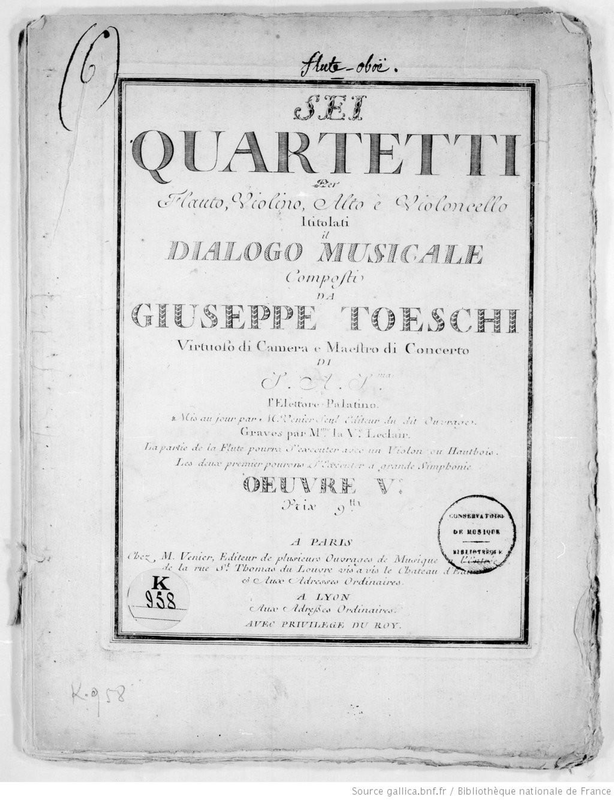 (6)
flute-oboë.
SEI
QUARTETTI
Per
Flauto, Violino, Alto è Violoncello
Ititolati
il
DIALOGO MUSICALE
Composti
DA
GIUSEPPE TOESCHI
Virtuoso di Camera e Maestro di Concerto
DI
S. A. S.ma
l'Elettore Palatino.
Mis au jour par M. Venier Seul Editeur du dit Ouvrages.
Gravés par Mme la Ve Leclair.
La partie de la Flute pourra S'executer avec un Violon ou Hautbois.
Les deux premier pourons S'Executer a grande Simphonie
OEUVRE V.
Prix 9tt
A PARIS
Chez M. Venier, Editeur de plusieurs Ouvrages de Musique
de la rue St. Thomas du Louvre vis a vis le Chateau
et Aux Adresses Ordinaires.
A LYON
Aux Adresses Ordinaires.
AVEC PRIVILEGE DU ROY.
CONSERVATOIRE
DE MUSIQUE
BIBLIOTHÈQUE
K
958
K.958
Source gallica.bnf.fr / Bibliothèque nationale de France